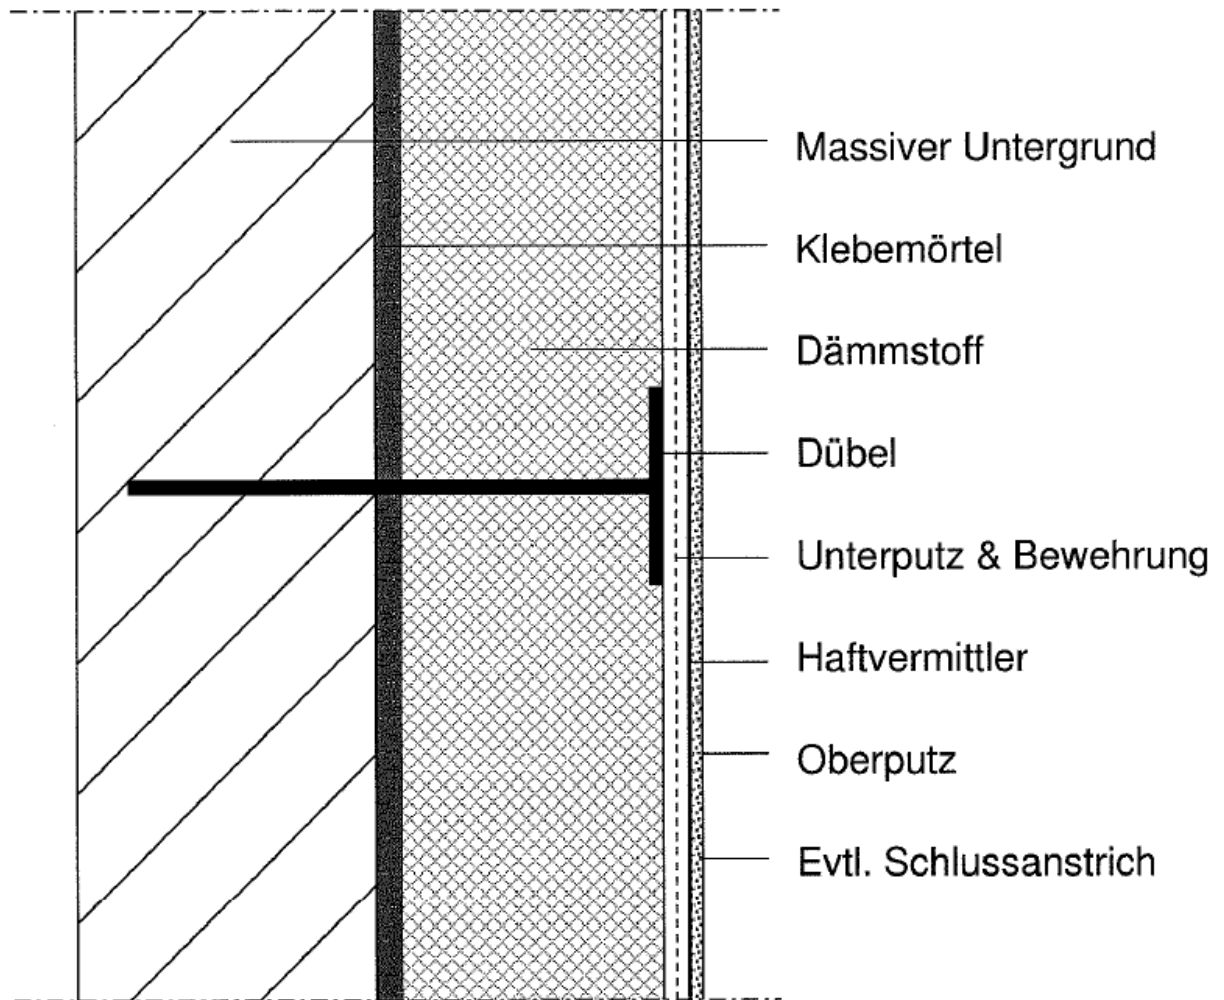 Massiver Untergrund
Klebemörtel
Dämmstoff
Dübel
Unterputz & Bewehrung
Haftvermittler
Oberputz
Evtl. Schlussanstrich